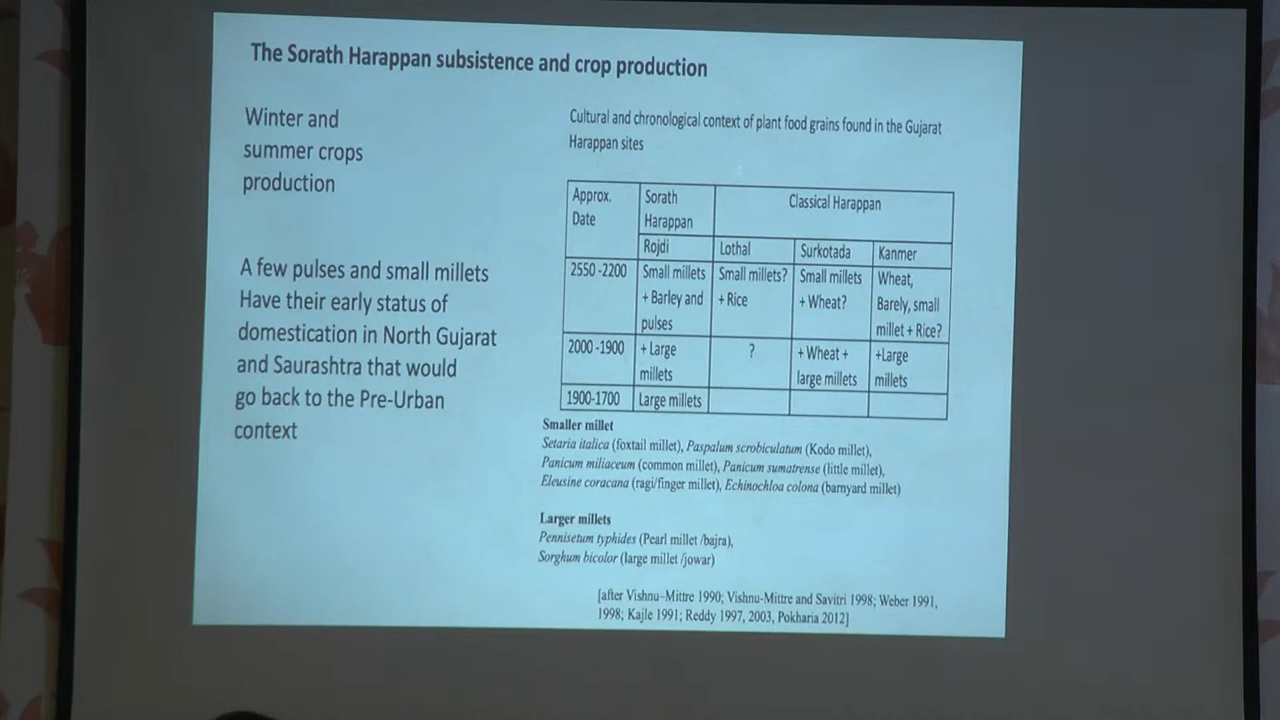 The Sorath Harappan subsistence and crop production
Winter and
summer crops
production
A few pulses and small millets
Have their early status of
domestication in North Gujarat
and Saurashtra that would
go back to the Pre-Urban
context
Cultural and chronological context of plant food grains found in the Gujarat
Harappan sites
Approx. Date | Sorath Harappan | Classical Harappan
Rojdi | Lothal | Surkotada | Kanmer
2550 -2200 | Small millets + Barley and pulses | Small millets? + Rice | Small millets + Wheat? | Wheat, Barely, small millet + Rice?
2000 -1900 | + Large millets | ? | + Wheat + large millets | +Large millets
1900-1700 | Large millets
Smaller millet
Setaria italica (foxtail millet), Paspalum scrobiculatum (Kodo millet),
Panicum miliaceum (common millet), Panicum sumatrense (little millet),
Eleusine coracana (ragi/finger millet), Echinochloa colona (barnyard millet)
Larger millets
Pennisetum typhides (Pearl millet /bajra),
Sorghum bicolor (large millet /jowar)
[after Vishnu–Mittre 1990; Vishnu-Mittre and Savitri 1998; Weber 1991,
1998; Kajle 1991; Reddy 1997, 2003, Pokharia 2012]